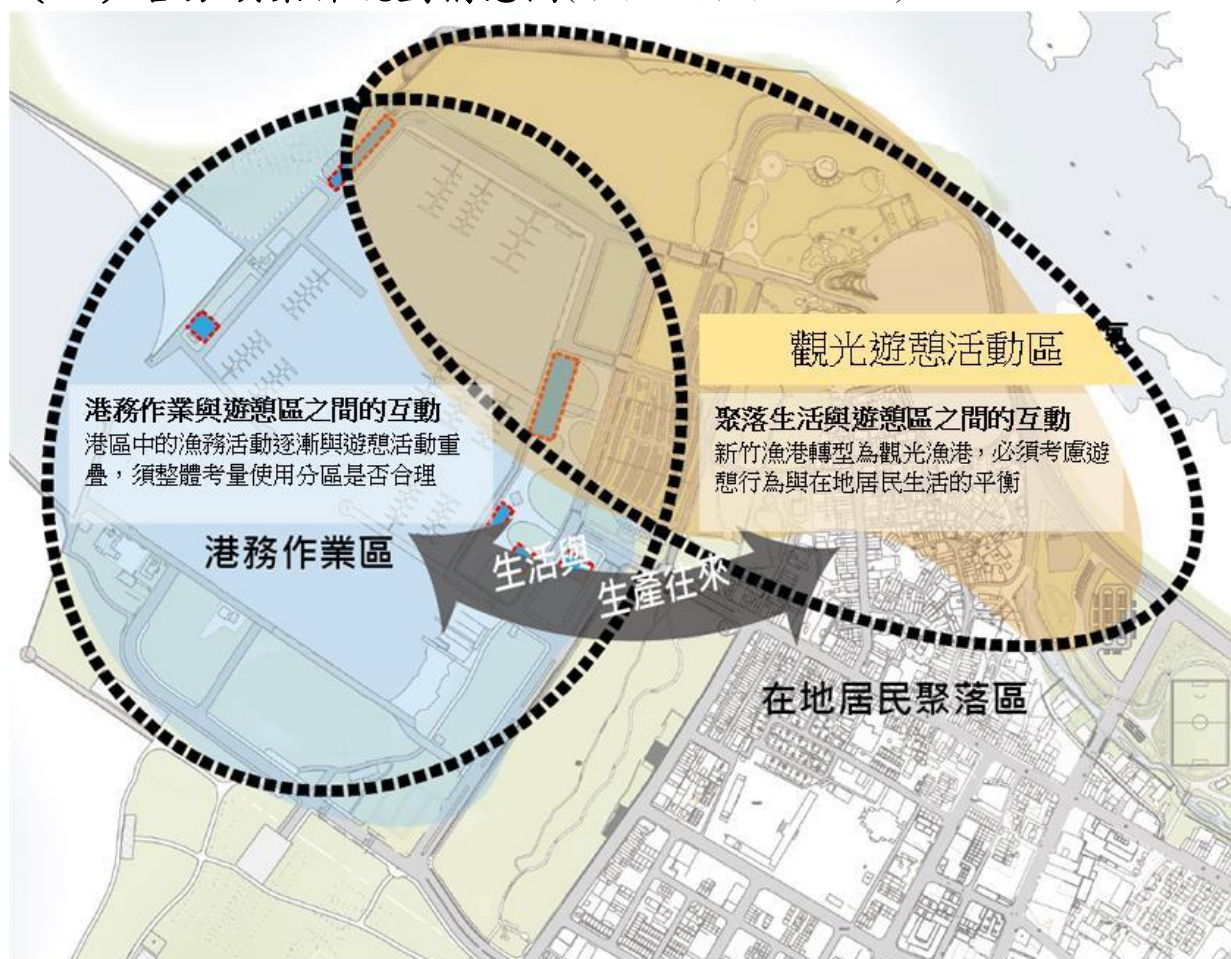 觀光遊憩活動區
港務作業與遊憩區之間的互動
港區中的漁務活動逐漸與遊憩活動重
疊，須整體考量使用分區是否合理
聚落生活與遊憩區之間的互動
新竹漁港轉型為觀光漁港，必須考慮遊
憩行為與在地居民生活的平衡
港務作業區
生活與
生產往來
在地居民聚落區